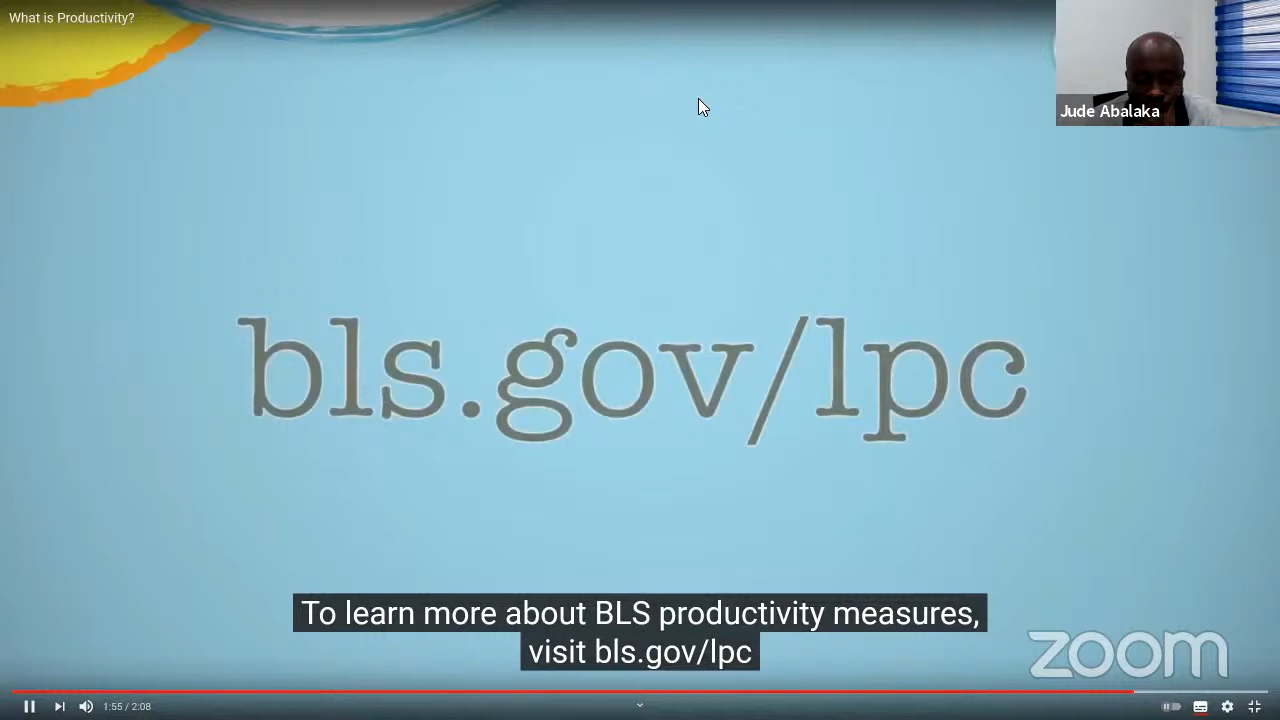 What is Productivity?
Jude Abalaka
bls.gov/lpc
To learn more about BLS productivity measures,
visit bls.gov/lpc
zoom
1:55 / 2:08